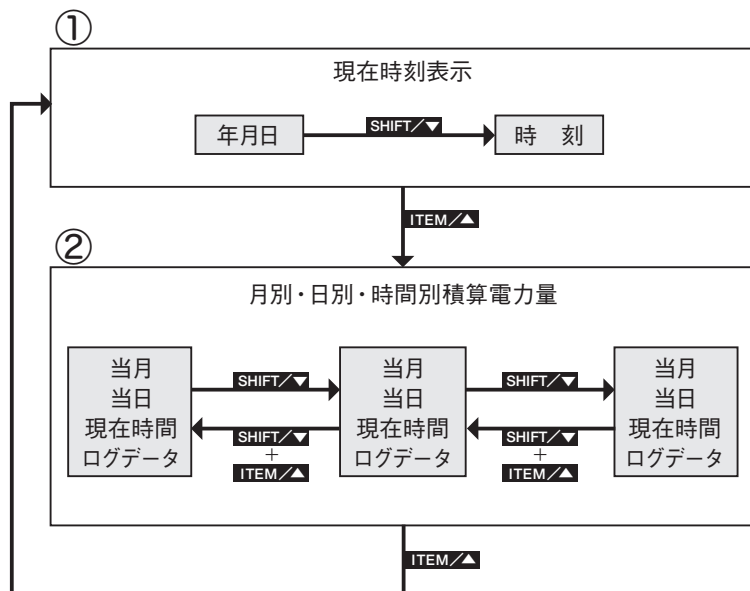 ①
現在時刻表示
年月日
SHIFT/▼
時　刻
ITEM/▲
②
月別・日別・時間別積算電力量
当月
当日
現在時間
ログデータ
SHIFT/▼
SHIFT/▼
+
ITEM/▲
当月
当日
現在時間
ログデータ
SHIFT/▼
SHIFT/▼
+
ITEM/▲
当月
当日
現在時間
ログデータ
ITEM/▲